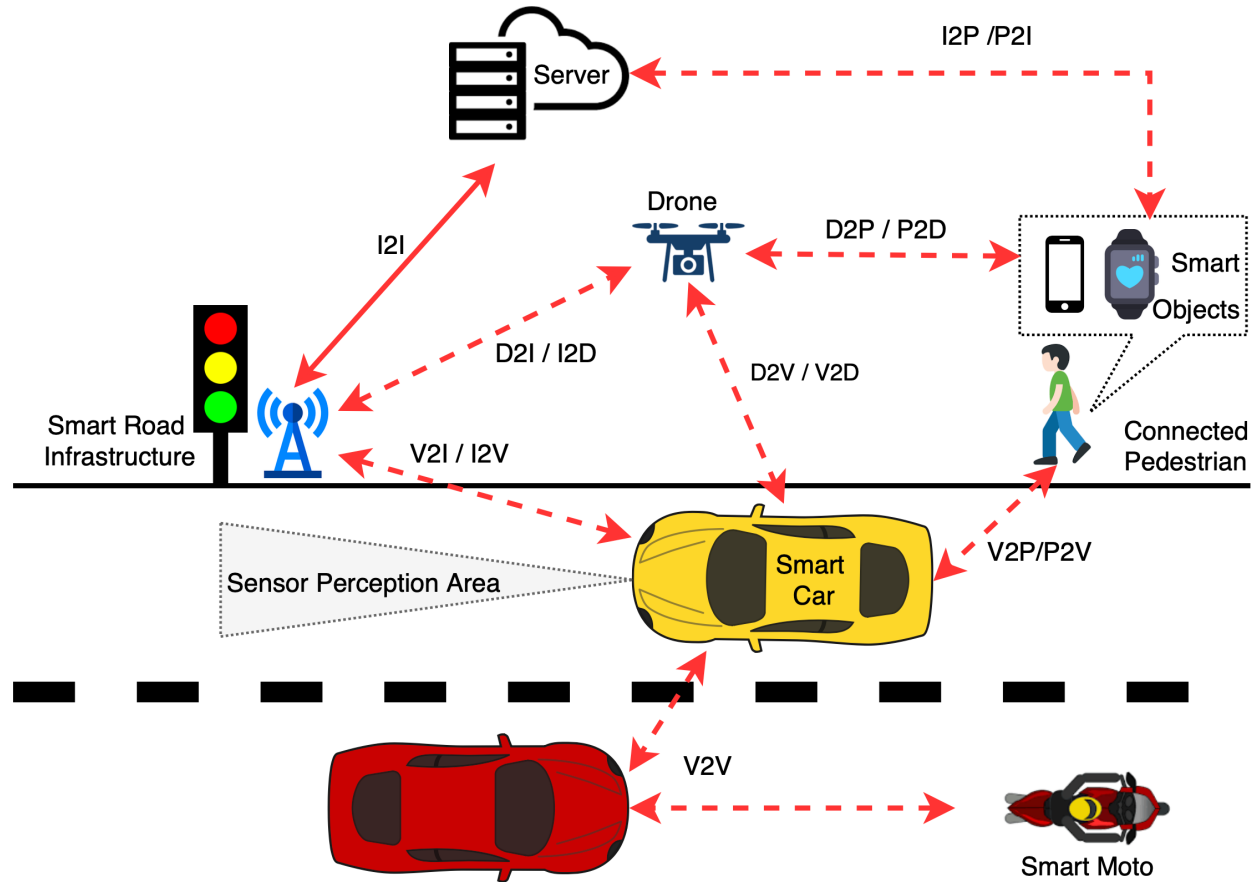 I2P /P2I
Server
Drone
D2P / P2D
I2I
Smart
Objects
D2I / I2D
D2V / V2D
Smart Road
Infrastructure
V2I / I2V
Connected
Pedestrian
V2P/P2V
Sensor Perception Area
Smart
Car
V2V
Smart Moto